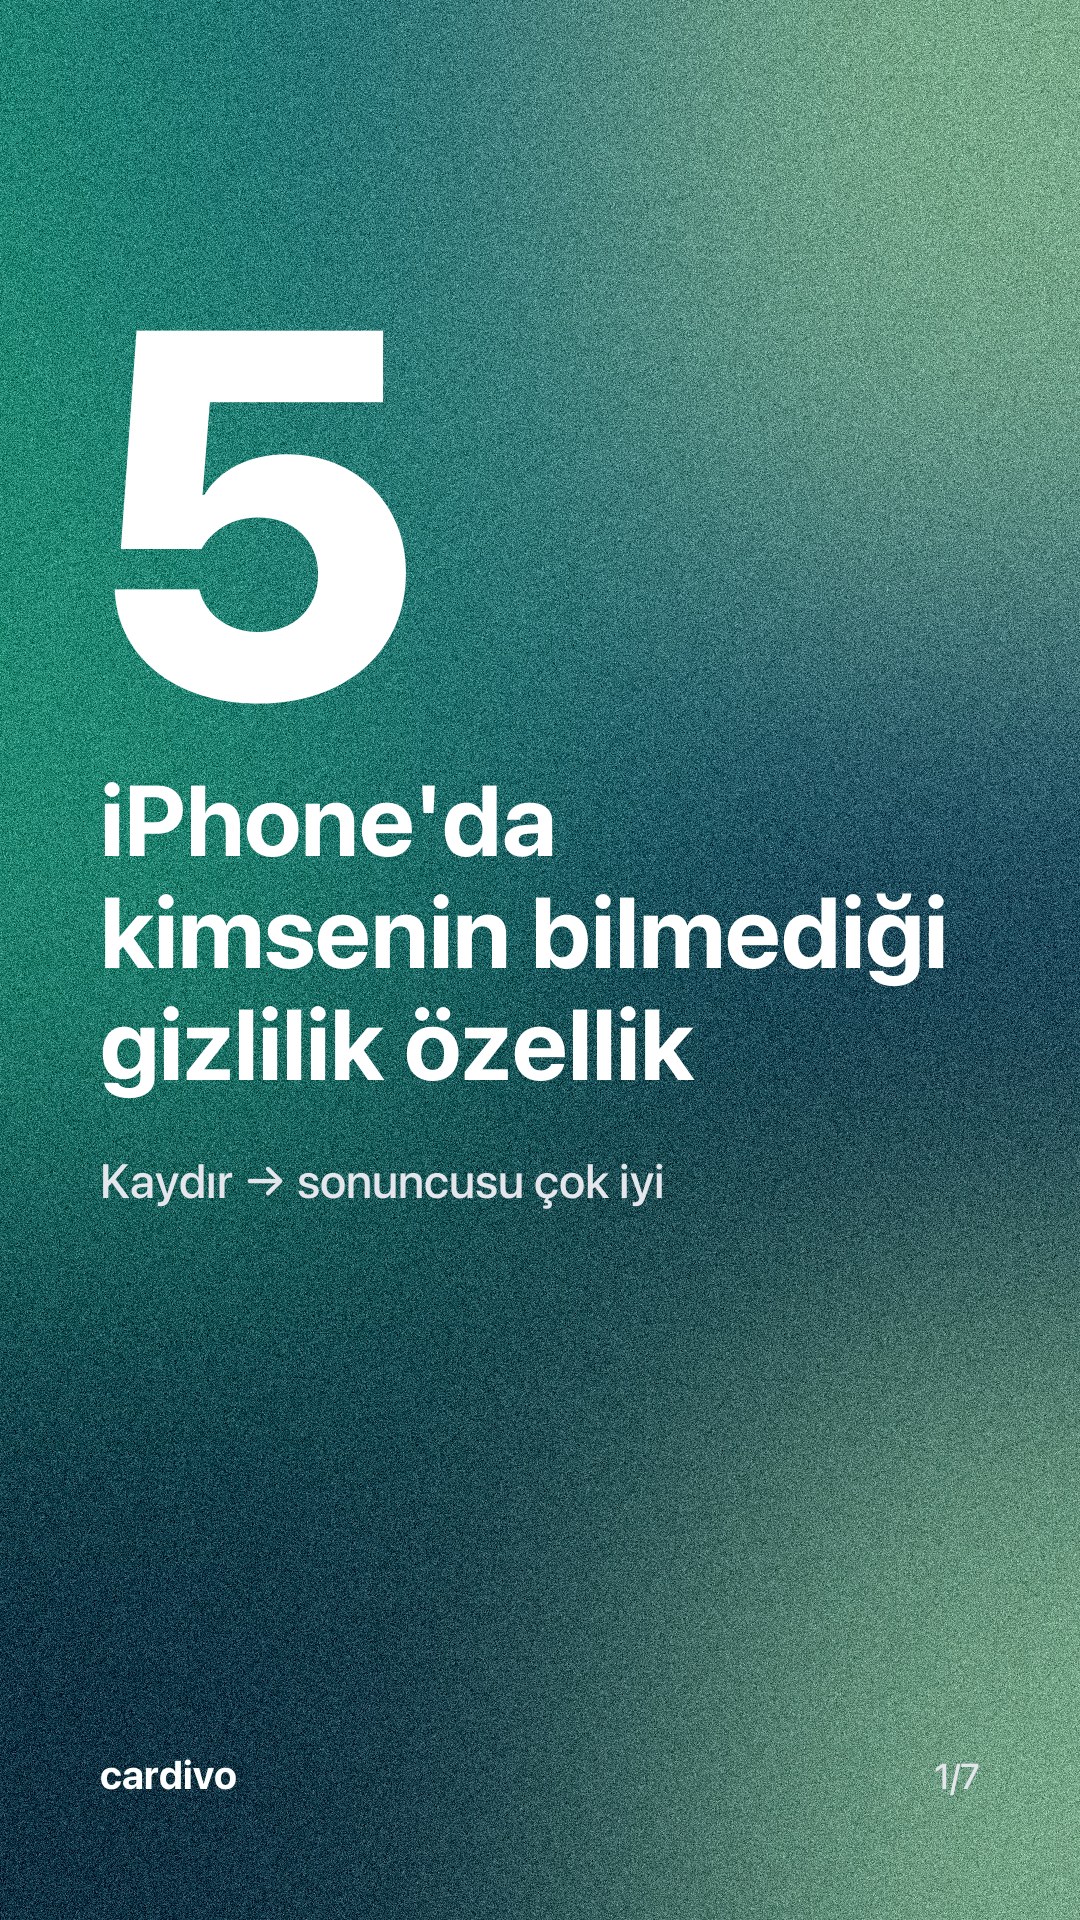 5
iPhone'da
kimsenin bilmediği
gizlilik özellik
Kaydır → sonuncusu çok iyi
cardivo
1/7